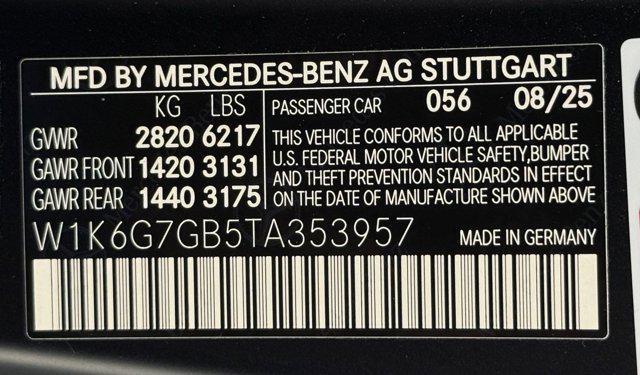 MFD BY MERCEDES-BENZ AG STUTTGART
KG LBS
GVWR 2820 6217
GAWR FRONT 1420 3131
GAWR REAR 1440 3175
PASSENGER CAR 056 08/25
THIS VEHICLE CONFORMS TO ALL APPLICABLE
U.S. FEDERAL MOTOR VEHICLE SAFETY,BUMPER
AND THEFT PREVENTION STANDARDS IN EFFECT
ON THE DATE OF MANUFACTURE SHOWN ABOVE
W1K6G7GB5TA353957
MADE IN GERMANY